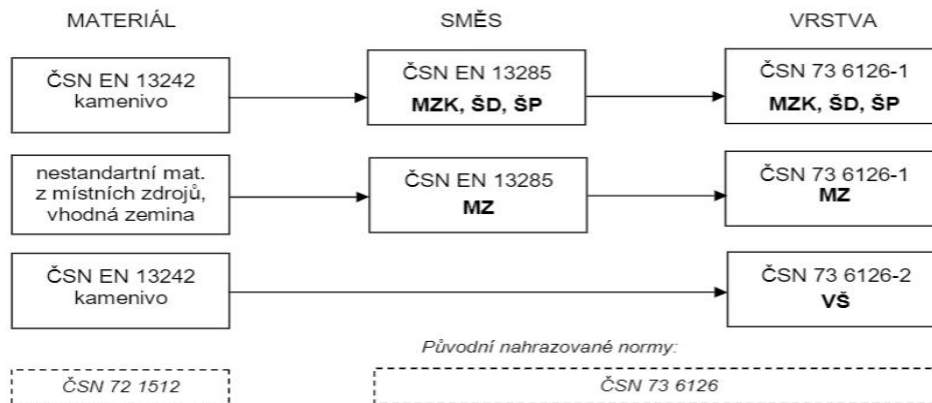 MATERIÁL SMĚS VRSTVA
ČSN EN 13242
kamenivo
ČSN EN 13285
MZK, ŠD, ŠP
ČSN 73 6126-1
MZK, ŠD, ŠP
nestandartní mat.
z místních zdrojů,
vhodná zemina
ČSN EN 13285
MZ
ČSN 73 6126-1
MZ
ČSN EN 13242
kamenivo
ČSN 73 6126-2
VŠ
Původní nahrazované normy:
ČSN 72 1512
ČSN 73 6126